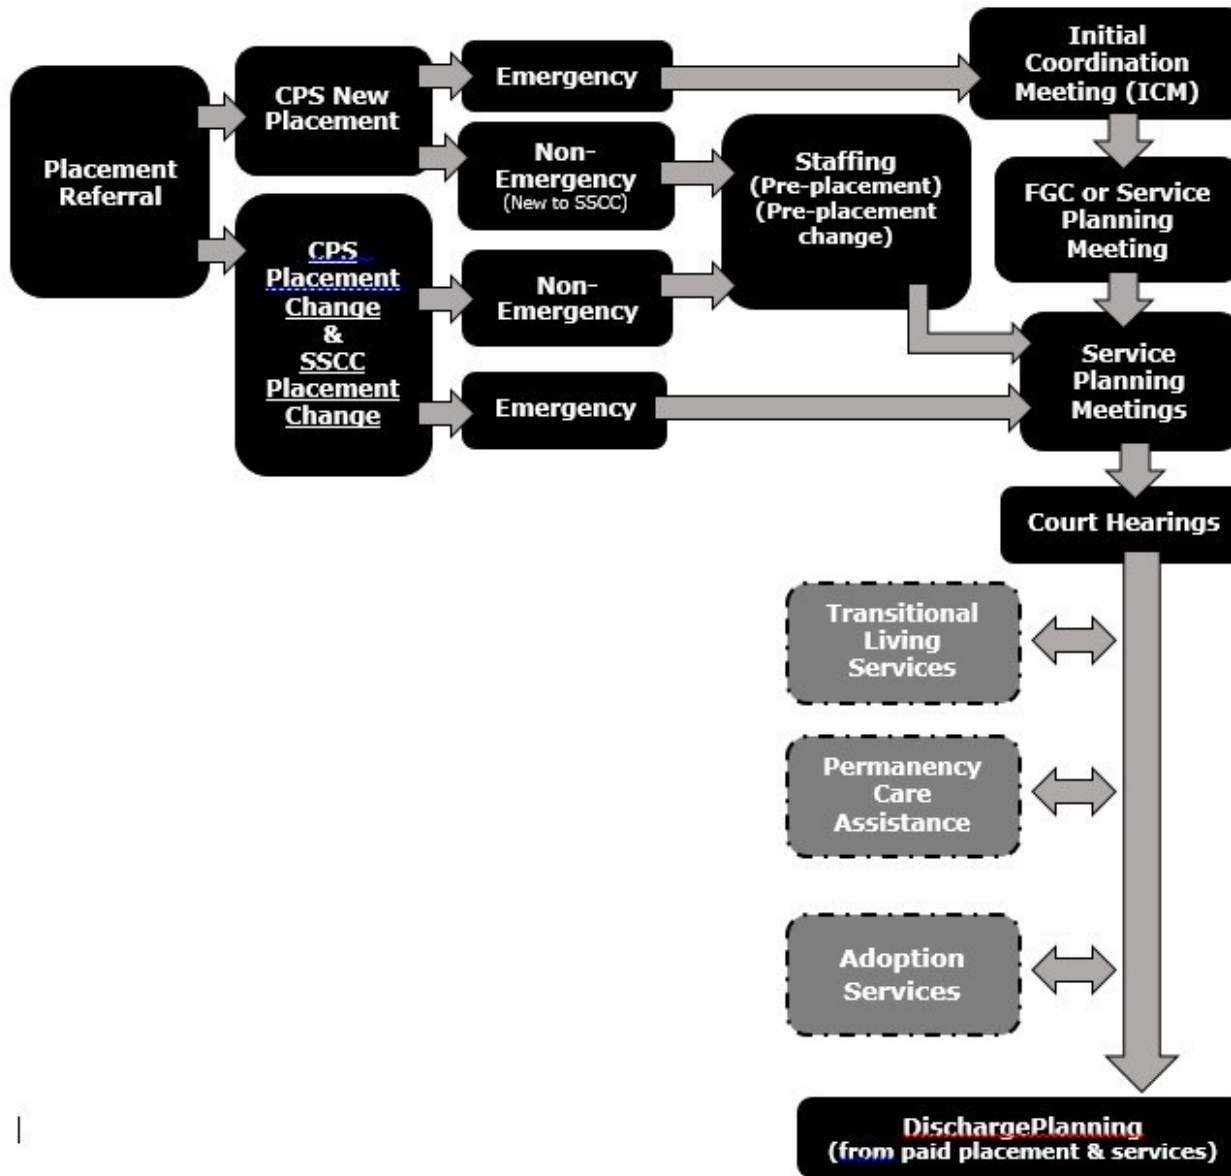 Placement
Referral
CPS New
Placement
CPS
Placement
Change
&
SSCC
Placement
Change
Emergency
Non-
Emergency
(New to SSCC)
Non-
Emergency
Emergency
Staffing
(Pre-placement)
(Pre-placement
change)
Initial
Coordination
Meeting (ICM)
FGC or Service
Planning
Meeting
Service
Planning
Meetings
Court Hearings
Transitional
Living
Services
Permanency
Care
Assistance
Adoption
Services
DischargePlanning
(from paid placement & services)